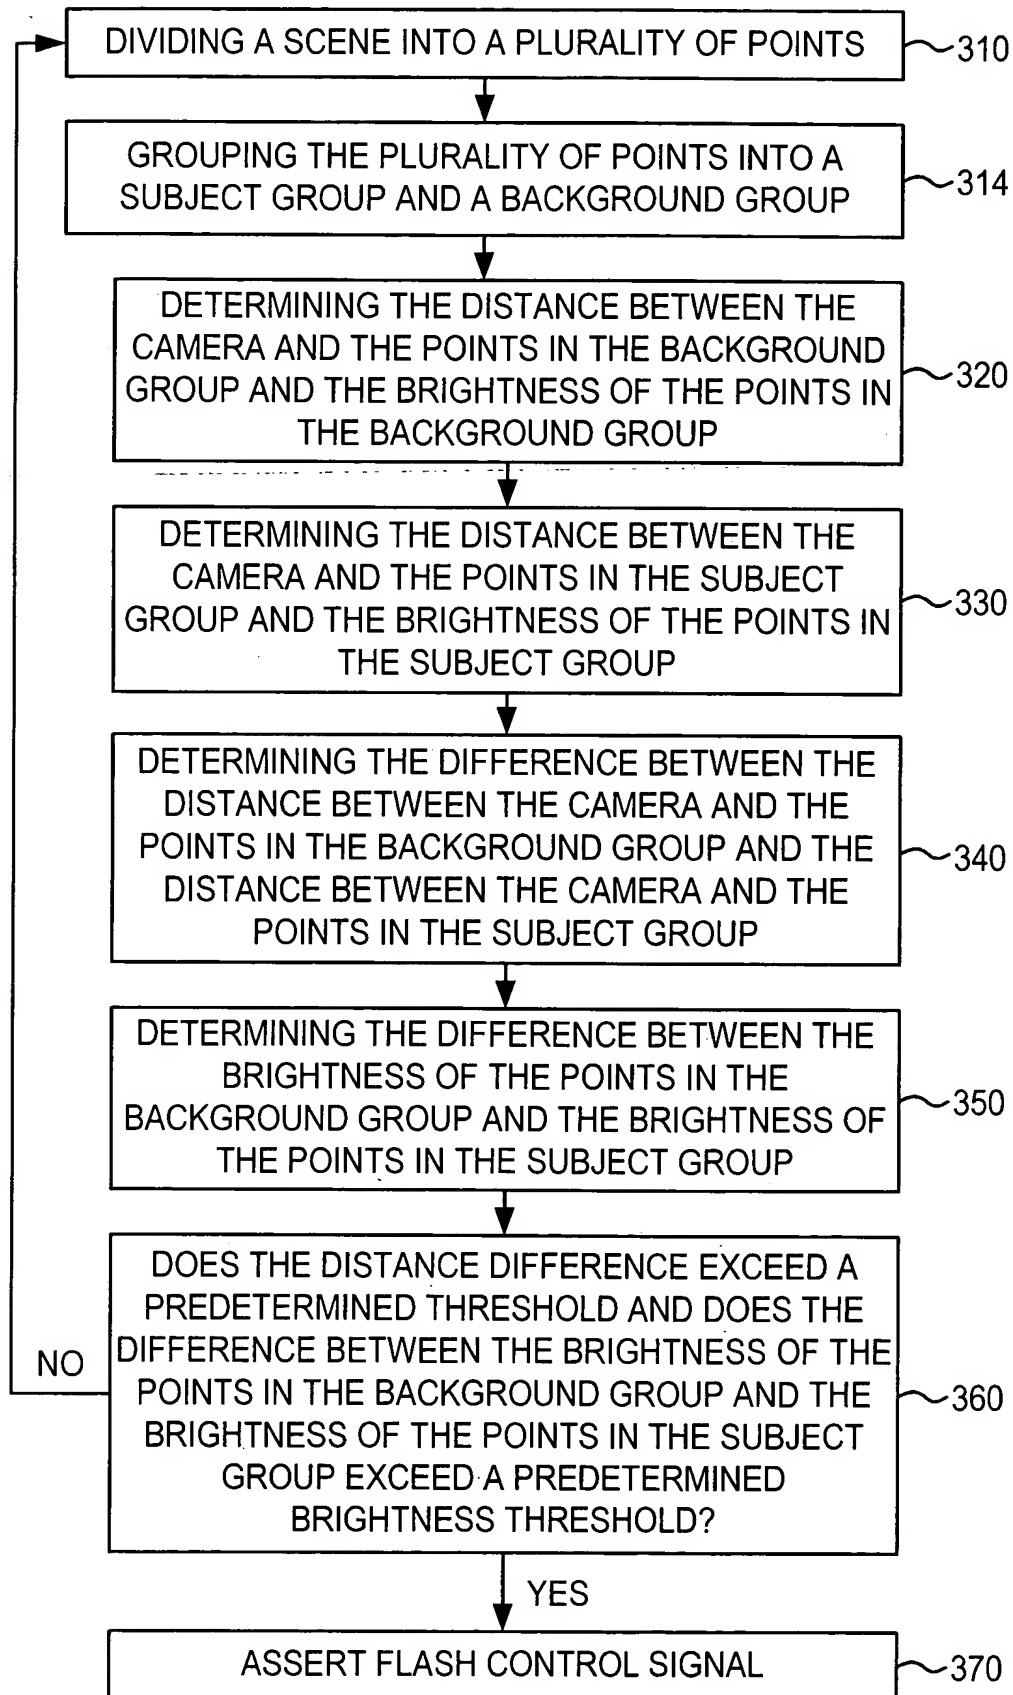 DIVIDING A SCENE INTO A PLURALITY OF POINTS
310
GROUPING THE PLURALITY OF POINTS INTO A
SUBJECT GROUP AND A BACKGROUND GROUP
314
DETERMINING THE DISTANCE BETWEEN THE
CAMERA AND THE POINTS IN THE BACKGROUND
GROUP AND THE BRIGHTNESS OF THE POINTS IN
THE BACKGROUND GROUP
320
DETERMINING THE DISTANCE BETWEEN THE
CAMERA AND THE POINTS IN THE SUBJECT
GROUP AND THE BRIGHTNESS OF THE POINTS IN
THE SUBJECT GROUP
330
DETERMINING THE DIFFERENCE BETWEEN THE
DISTANCE BETWEEN THE CAMERA AND THE
POINTS IN THE BACKGROUND GROUP AND THE
DISTANCE BETWEEN THE CAMERA AND THE
POINTS IN THE SUBJECT GROUP
340
DETERMINING THE DIFFERENCE BETWEEN THE
BRIGHTNESS OF THE POINTS IN THE
BACKGROUND GROUP AND THE BRIGHTNESS OF
THE POINTS IN THE SUBJECT GROUP
350
DOES THE DISTANCE DIFFERENCE EXCEED A
PREDETERMINED THRESHOLD AND DOES THE
DIFFERENCE BETWEEN THE BRIGHTNESS OF THE
POINTS IN THE BACKGROUND GROUP AND THE
BRIGHTNESS OF THE POINTS IN THE SUBJECT
GROUP EXCEED A PREDETERMINED
BRIGHTNESS THRESHOLD?
360
NO
YES
ASSERT FLASH CONTROL SIGNAL
370